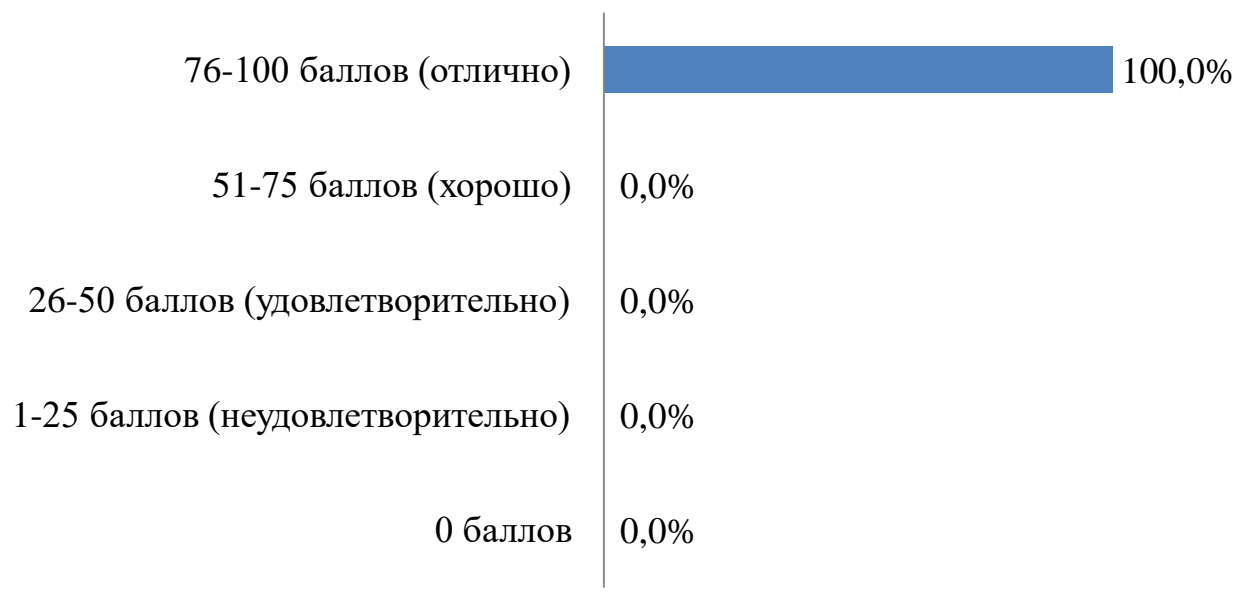 76-100 баллов (отлично) 100,0%
51-75 баллов (хорошо) 0,0%
26-50 баллов (удовлетворительно) 0,0%
1-25 баллов (неудовлетворительно) 0,0%
0 баллов 0,0%